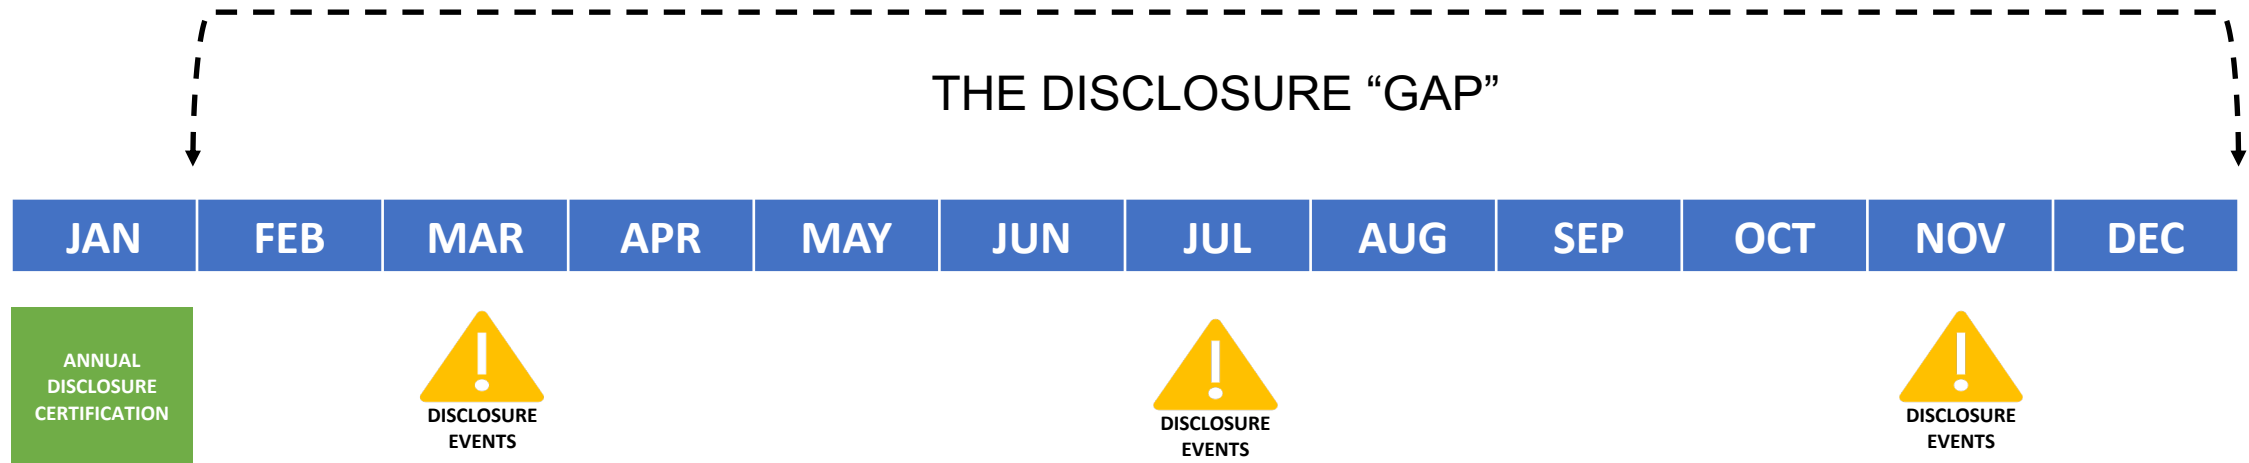 THE DISCLOSURE “GAP”
JAN FEB MAR APR MAY JUN JUL AUG SEP OCT NOV DEC
ANNUAL
DISCLOSURE
CERTIFICATION
DISCLOSURE
EVENTS
DISCLOSURE
EVENTS
DISCLOSURE
EVENTS